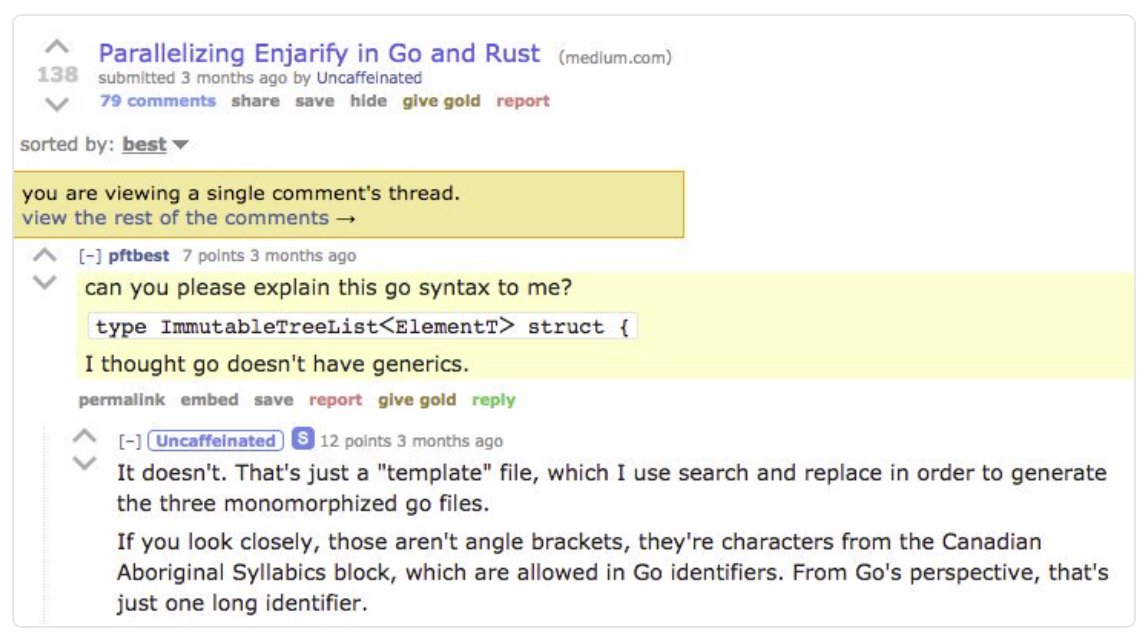 Parallelizing Enjarify in Go and Rust (medium.com)
138
submitted 3 months ago by Uncaffeinated
79 comments share save hide give gold report
sorted by: best
you are viewing a single comment's thread.
view the rest of the comments →
[–] pftbest 7 points 3 months ago
can you please explain this go syntax to me?
type ImmutableTreeListᐸElementTᐳ struct {
I thought go doesn't have generics.
permalink embed save report give gold reply
[–] Uncaffeinated S 12 points 3 months ago
It doesn't. That's just a "template" file, which I use search and replace in order to generate
the three monomorphized go files.
If you look closely, those aren't angle brackets, they're characters from the Canadian
Aboriginal Syllabics block, which are allowed in Go identifiers. From Go's perspective, that's
just one long identifier.